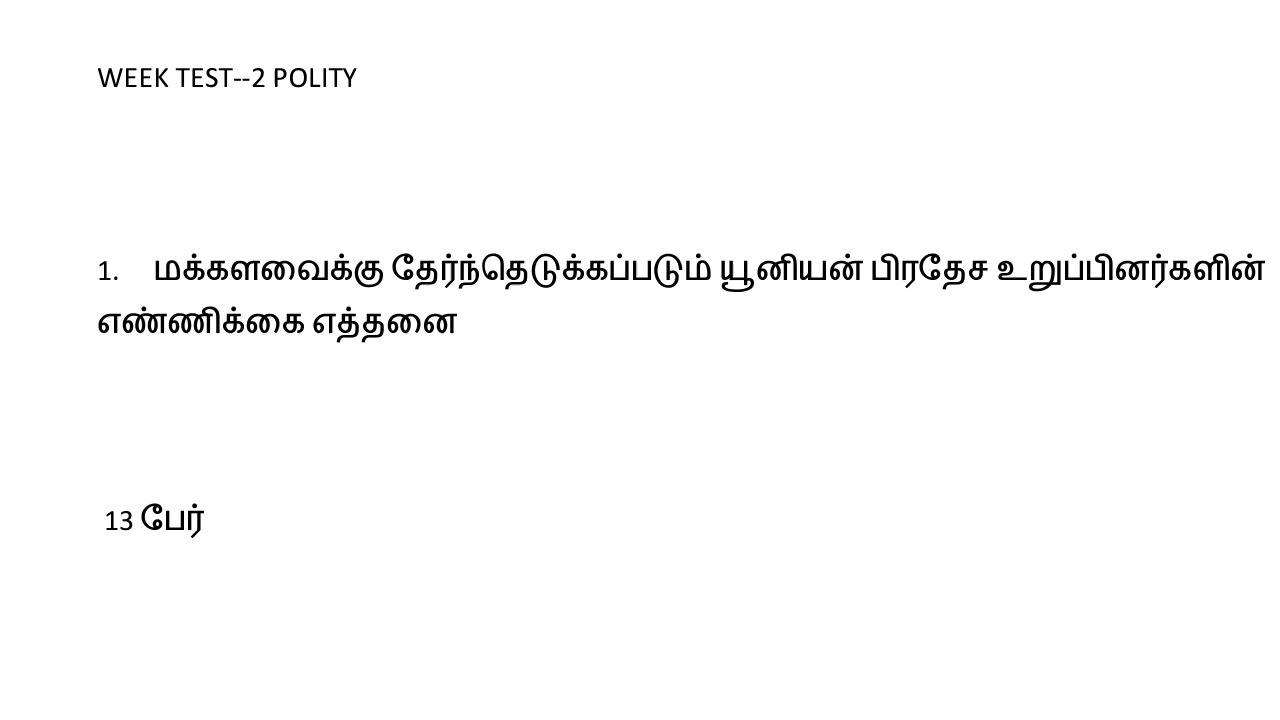 WEEK TEST--2 POLITY
1. மக்களவைக்கு தேர்ந்தெடுக்கப்படும் யூனியன் பிரதேச உறுப்பினர்களின்
எண்ணிக்கை எத்தனை
13 பேர்